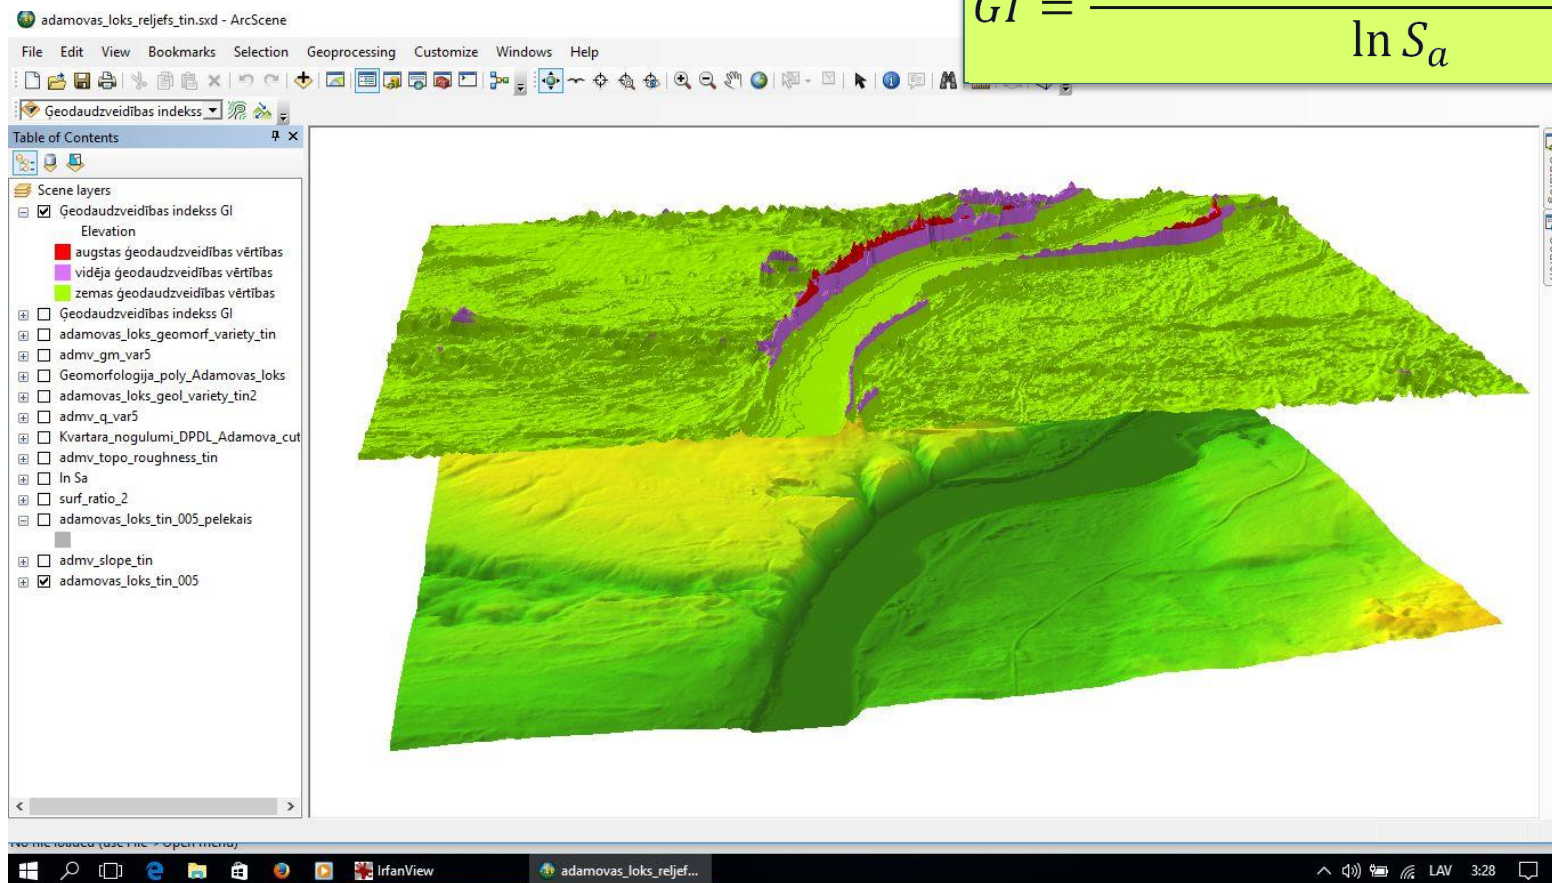 adamovas_loks_reljefs_tin.sxd - ArcScene
GI =
ln Sa
File Edit View Bookmarks Selection Geoprocessing Customize Windows Help
Ģeodaudzveidības indekss
Table of Contents
Scene layers
Ģeodaudzveidības indekss GI
Elevation
augstas ģeodaudzveidības vērtības
vidēja ģeodaudzveidības vērtības
zemas ģeodaudzveidības vērtības
Ģeodaudzveidības indekss GI
adamovas_loks_geomorf_variety_tin
admv_gm_var5
Geomorfologija_poly_Adamovas_loks
adamovas_loks_geol_variety_tin2
admv_q_var5
Kvartara_nogulumi_DPDL_Adamova_cut
admv_topo_roughness_tin
ln Sa
surf_ratio_2
adamovas_loks_tin_005_pelekais
admv_slope_tin
adamovas_loks_tin_005
IrfanView
adamovas_loks_reljef...
LAV
3:28